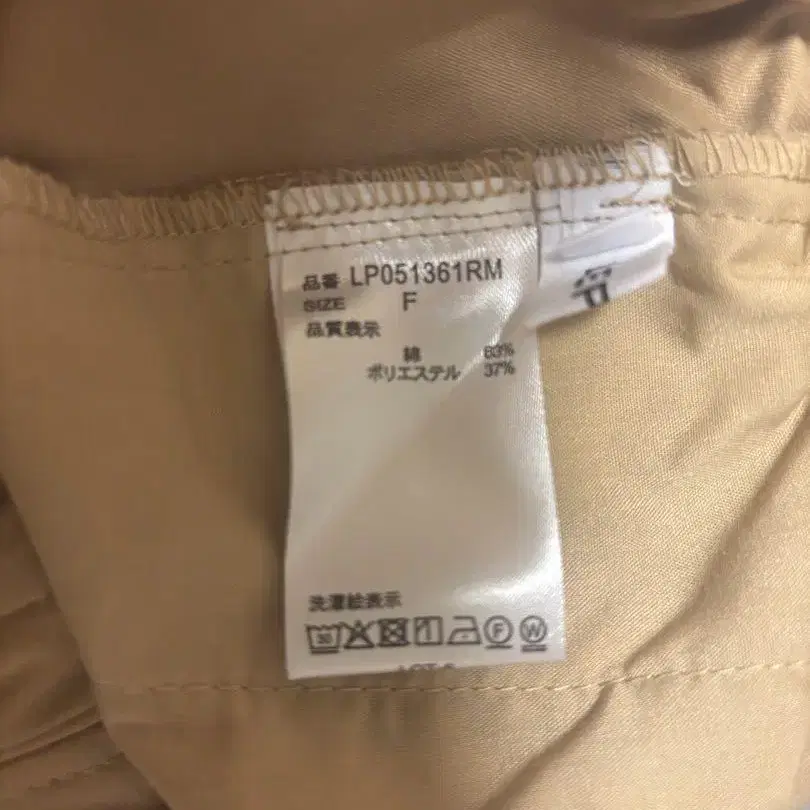 品番 LP051361RM
SIZE F
品質表示
綿 63%
ポリエステル 37%
洗濯絵表示
30 F W